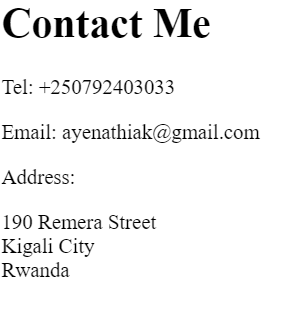 Contact Me
Tel: +250792403033
Email: ayenathiak@gmail.com
Address:
190 Remera Street
Kigali City
Rwanda